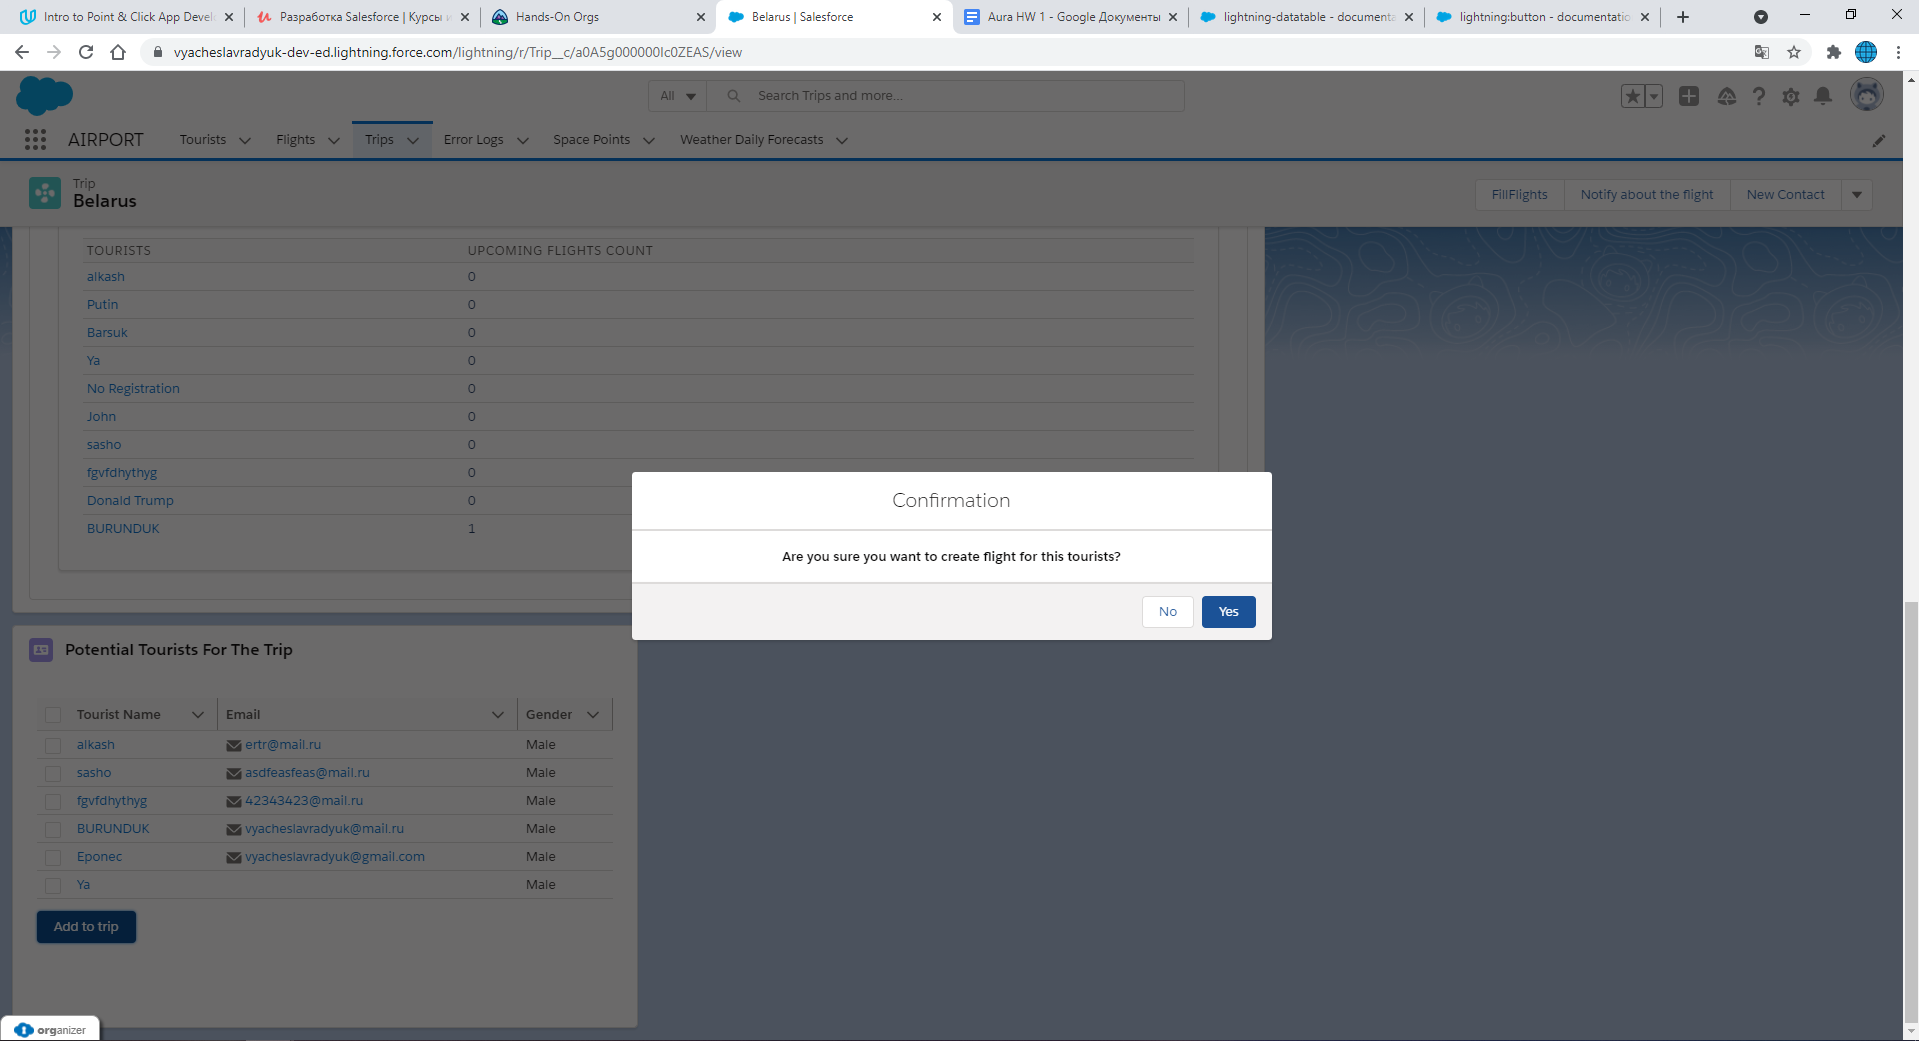 Intro to Point & Click App Devel
Разработка Salesforce | Курсы и
Hands-On Orgs
Belarus | Salesforce
Aura HW 1 - Google Документы
lightning-datatable - documenta
lightning:button - documentatio
vyacheslavradyuk-dev-ed.lightning.force.com/lightning/r/Trip__c/a0A5g000000Ic0ZEAS/view
All
Search Trips and more...
AIRPORT
Tourists
Flights
Trips
Error Logs
Space Points
Weather Daily Forecasts
Trip
Belarus
FillFlights
Notify about the flight
New Contact
TOURISTS UPCOMING FLIGHTS COUNT
alkash 0
Putin 0
Barsuk 0
Ya 0
No Registration 0
John 0
sasho 0
fgvfdhythyg 0
Donald Trump 0
BURUNDUK 1
Confirmation
Are you sure you want to create flight for this tourists?
No
Yes
Potential Tourists For The Trip
Tourist Name Email Gender
alkash ertr@mail.ru Male
sasho asdfeasfeas@mail.ru Male
fgvfdhythyg 42343423@mail.ru Male
BURUNDUK vyacheslavradyuk@mail.ru Male
Eponec vyacheslavradyuk@gmail.com Male
Ya Male
Add to trip
organizer